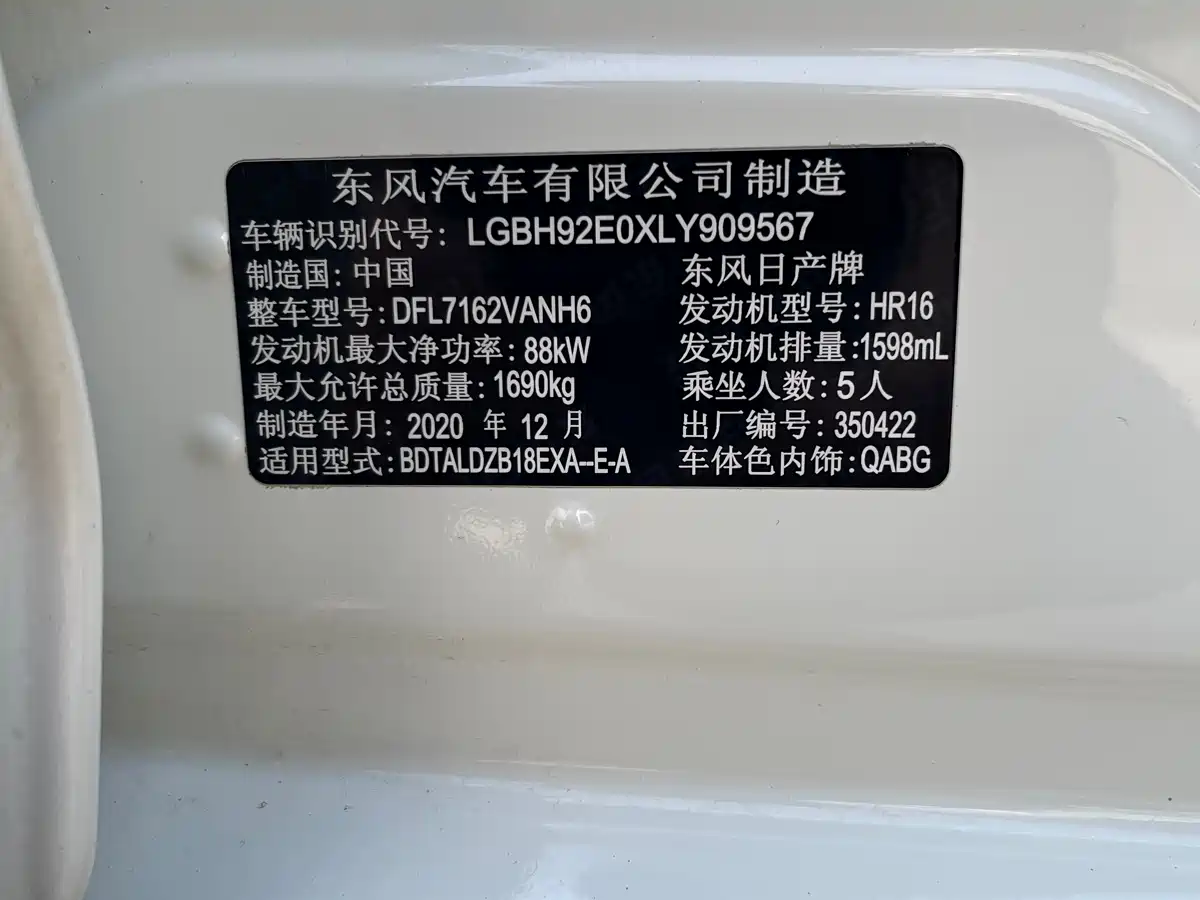 东风汽车有限公司制造
车辆识别代号: LGBH92E0XLY909567
制造国: 中国 东风日产牌
整车型号: DFL7162VANH6 发动机型号: HR16
发动机最大净功率: 88kW 发动机排量: 1598mL
最大允许总质量: 1690kg 乘坐人数: 5人
制造年月: 2020 年 12 月 出厂编号: 350422
适用型式: BDTALDZB18EXA--E-A 车体色内饰: QABG